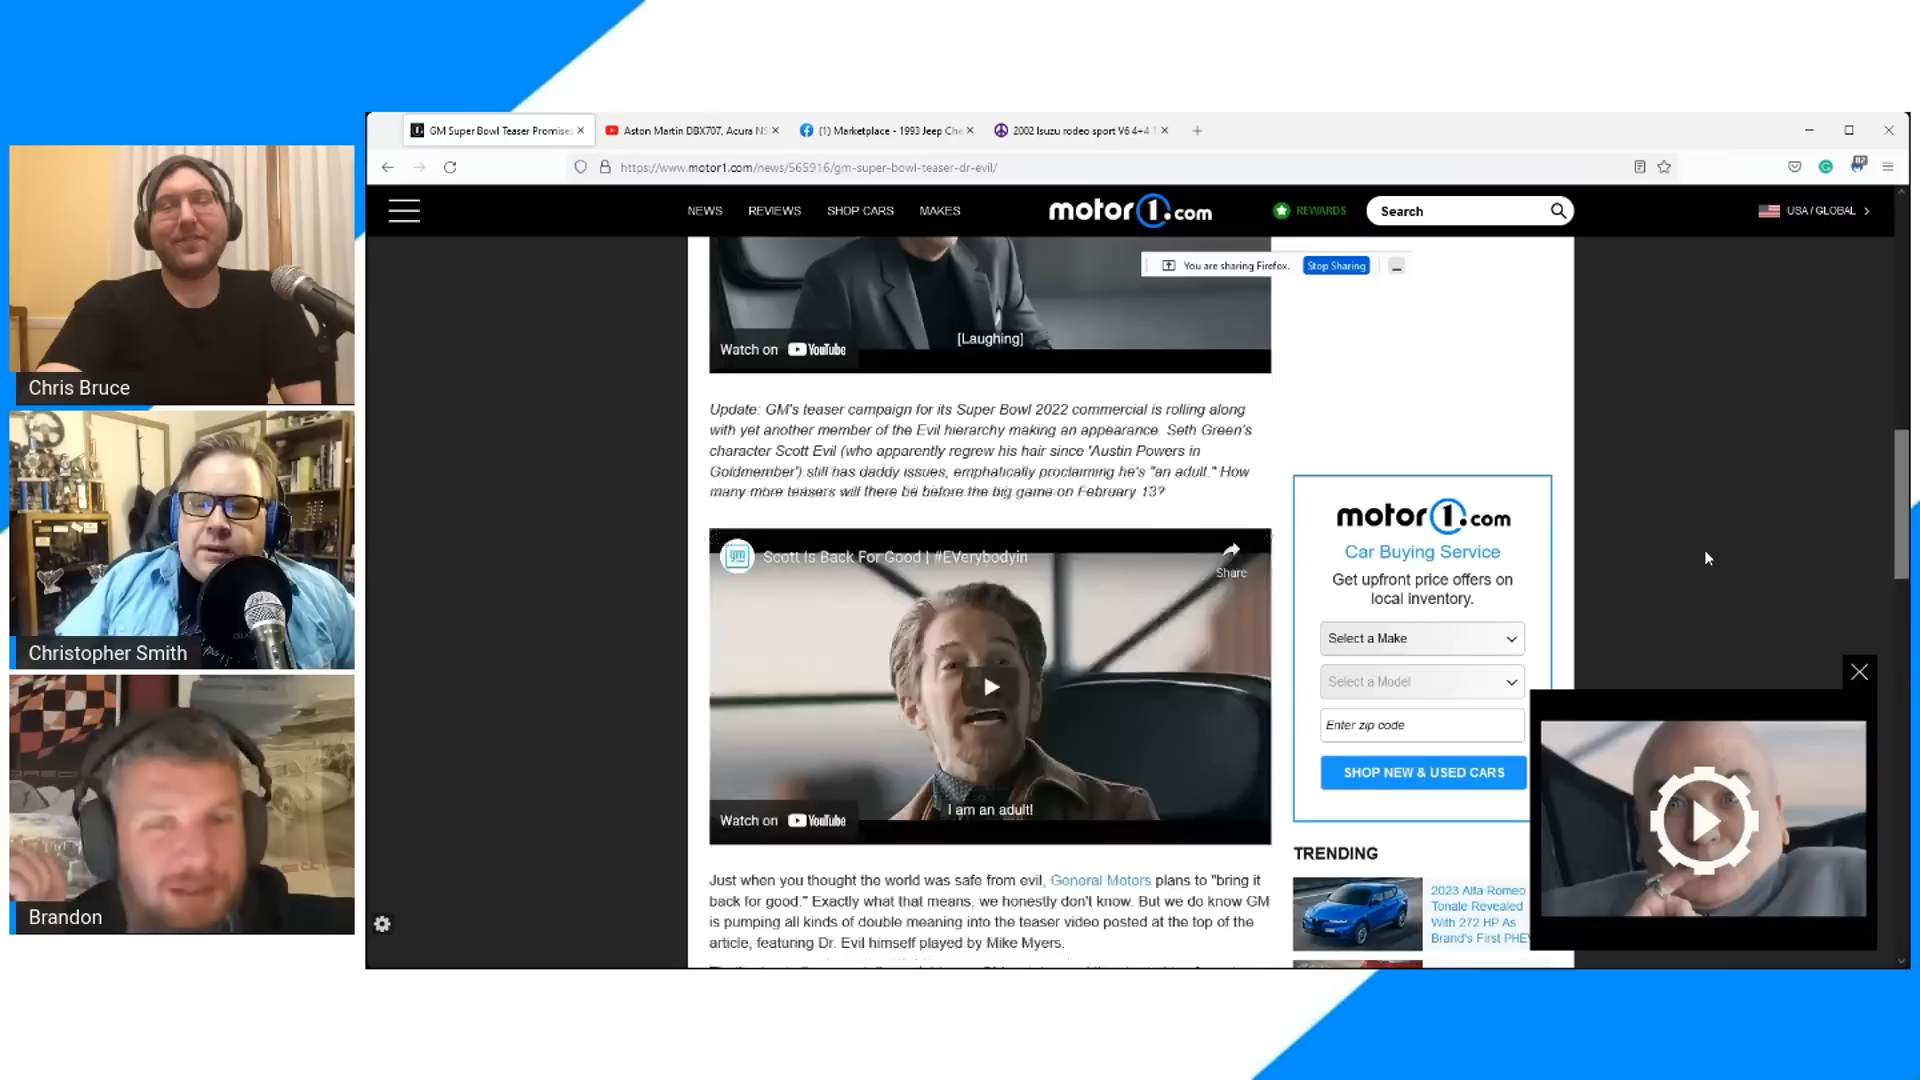 GM Super Bowl Teaser Promise
Aston Martin DBX707, Acura NS
(1) Marketplace - 1993 Jeep Che
2002 Isuzu rodeo sport V6 4+4
https://www.motor1.com/news/565916/gm-super-bowl-teaser-dr-evil/
NEWS REVIEWS SHOP CARS MAKES
motor1.com
REWARDS
Search
USA / GLOBAL
You are sharing Firefox. Stop Sharing
[Laughing]
Watch on YouTube
Update: GM's teaser campaign for its Super Bowl 2022 commercial is rolling along
with yet another member of the Evil hierarchy making an appearance. Seth Green's
character Scott Evil (who apparently regrew his hair since 'Austin Powers in
Goldmember') still has daddy issues, emphatically proclaiming he's "an adult." How
many more teasers will there be before the big game on February 13?
gm
Scott Is Back For Good | #EVerybodyin
Share
I am an adult!
Watch on YouTube
Just when you thought the world was safe from evil, General Motors plans to "bring it
back for good." Exactly what that means, we honestly don't know. But we do know GM
is pumping all kinds of double meaning into the teaser video posted at the top of the
article, featuring Dr. Evil himself played by Mike Myers.
motor1.com
Car Buying Service
Get upfront price offers on
local inventory.
Select a Make
Select a Model
Enter zip code
SHOP NEW & USED CARS
TRENDING
2023 Alfa Romeo
Tonale Revealed
With 272 HP As
Brand's First PHEV
Chris Bruce
Christopher Smith
Brandon